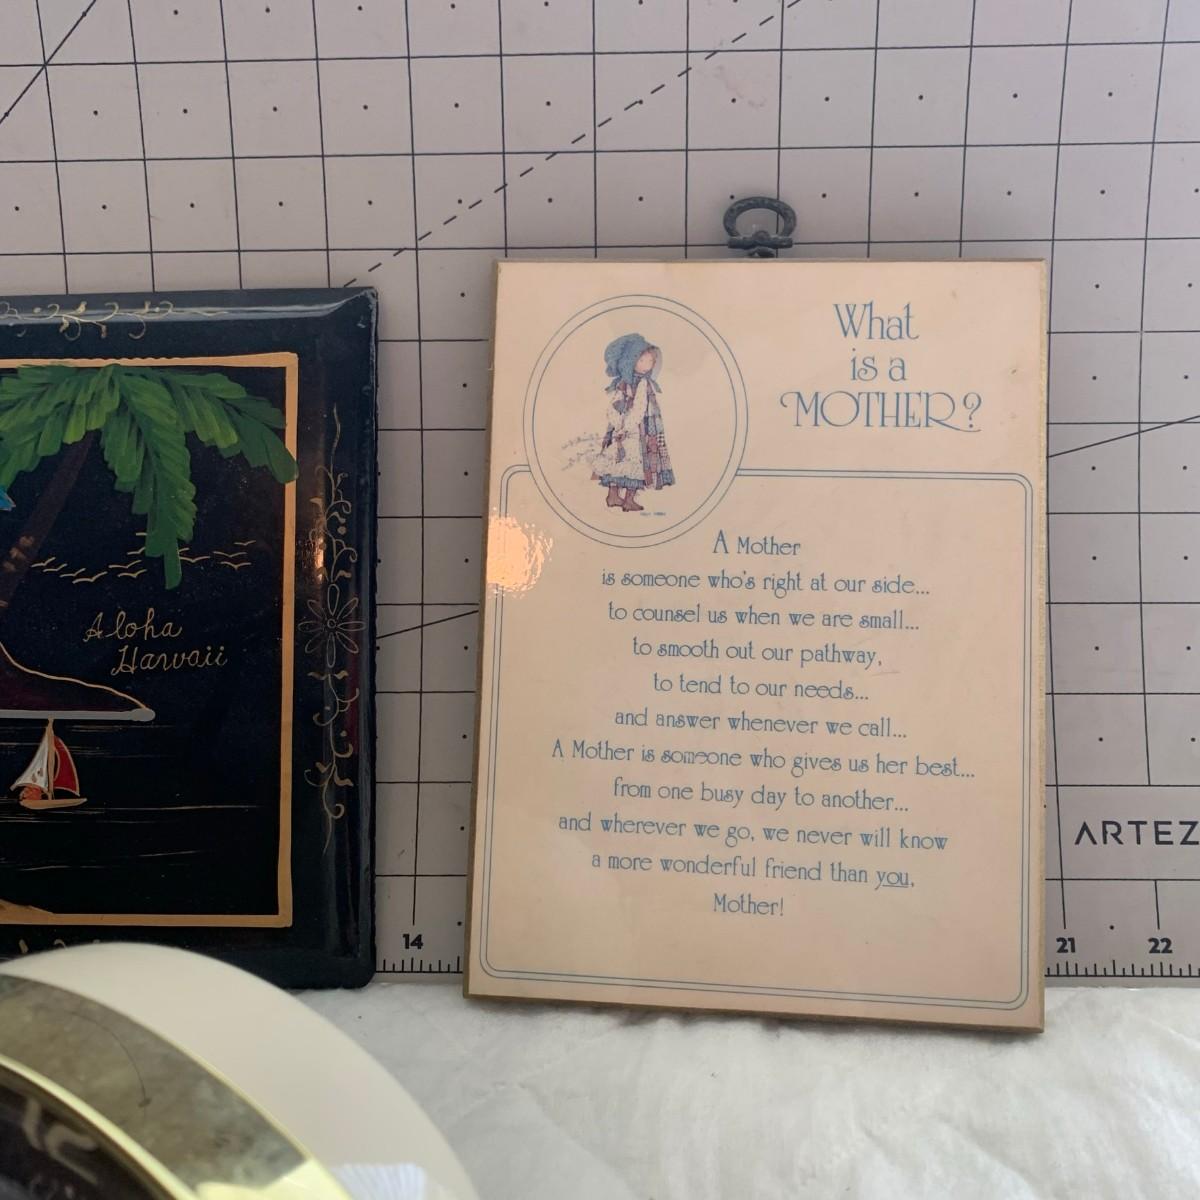 What
is a
MOTHER?
A Mother
is someone who's right at our side...
to counsel us when we are small...
to smooth out our pathway,
to tend to our needs...
and answer whenever we call...
A Mother is someone who gives us her best...
from one busy day to another...
and wherever we go, we never will know
a more wonderful friend than you,
Mother!
Aloha
Hawaii
ARTEZ
14
21 22